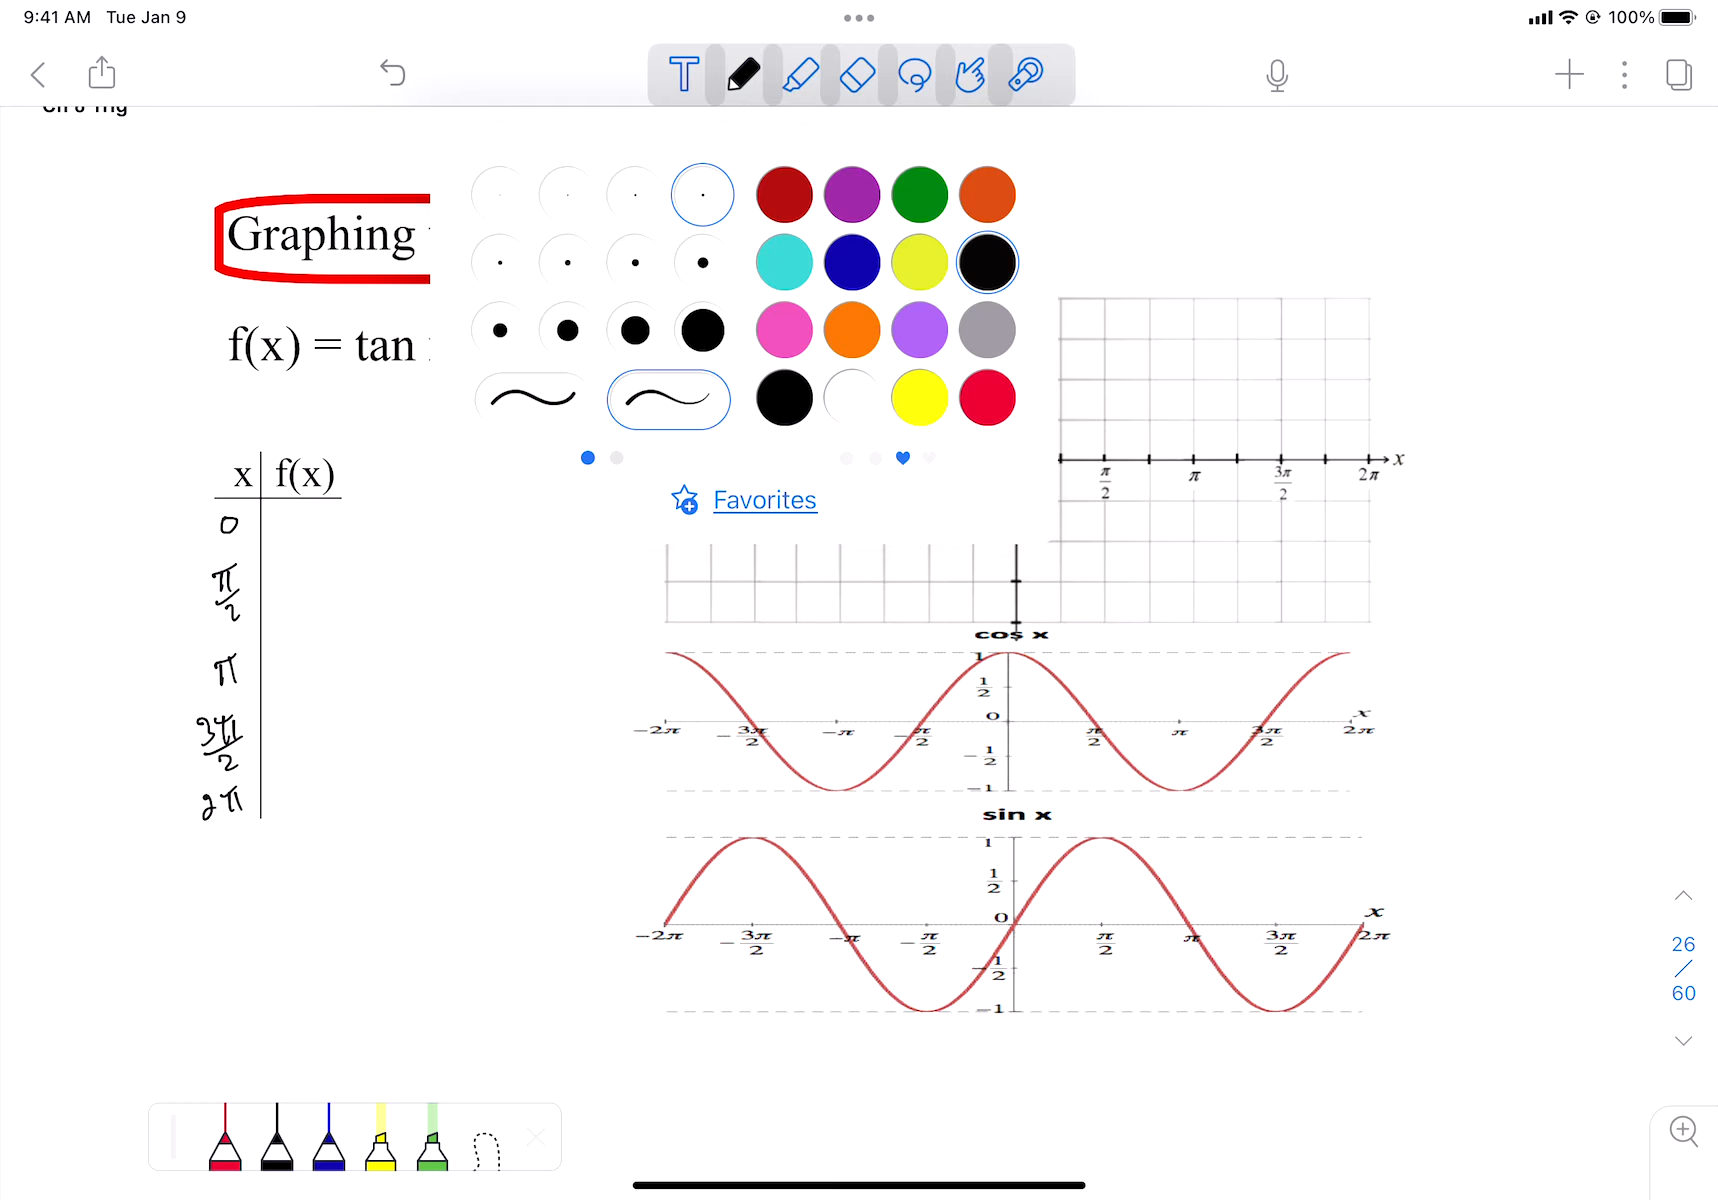 9:41 AM Tue Jan 9
100%
T
Graphing
f(x) = tan
x f(x)
0
π/2
π
3π/2
2π
Favorites
x
π/2 π 3π/2 2π
cos x
1
1/2
0
x
−2π −3π/2 −π −π/2 π/2 π 3π/2 2π
−1/2
−1
sin x
1
1/2
0
x
−2π −3π/2 −π −π/2 π/2 π 3π/2 2π
−1/2
−1
26
/
60